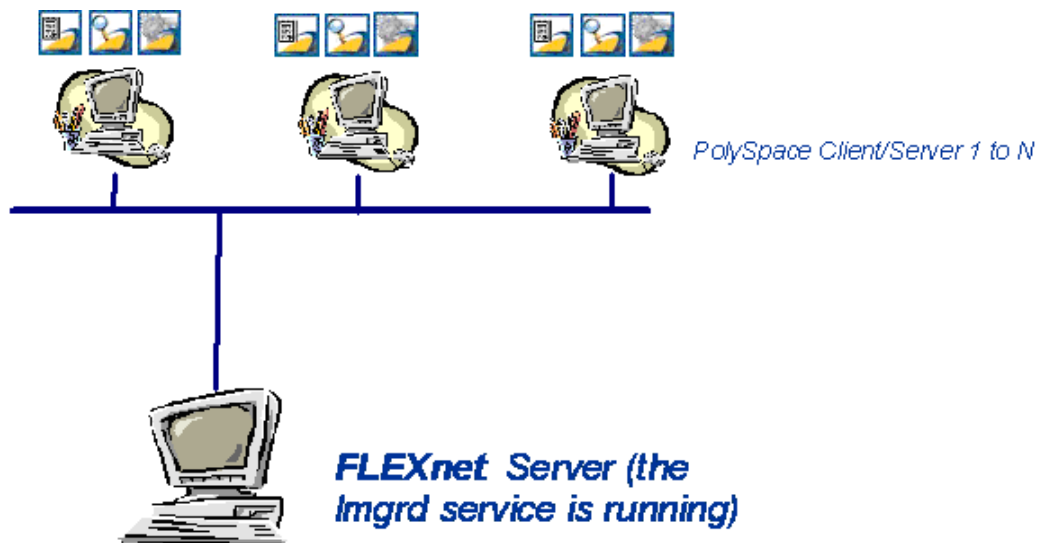 PolySpace Client/Server 1 to N
FLEXnet Server (the
lmgrd service is running)